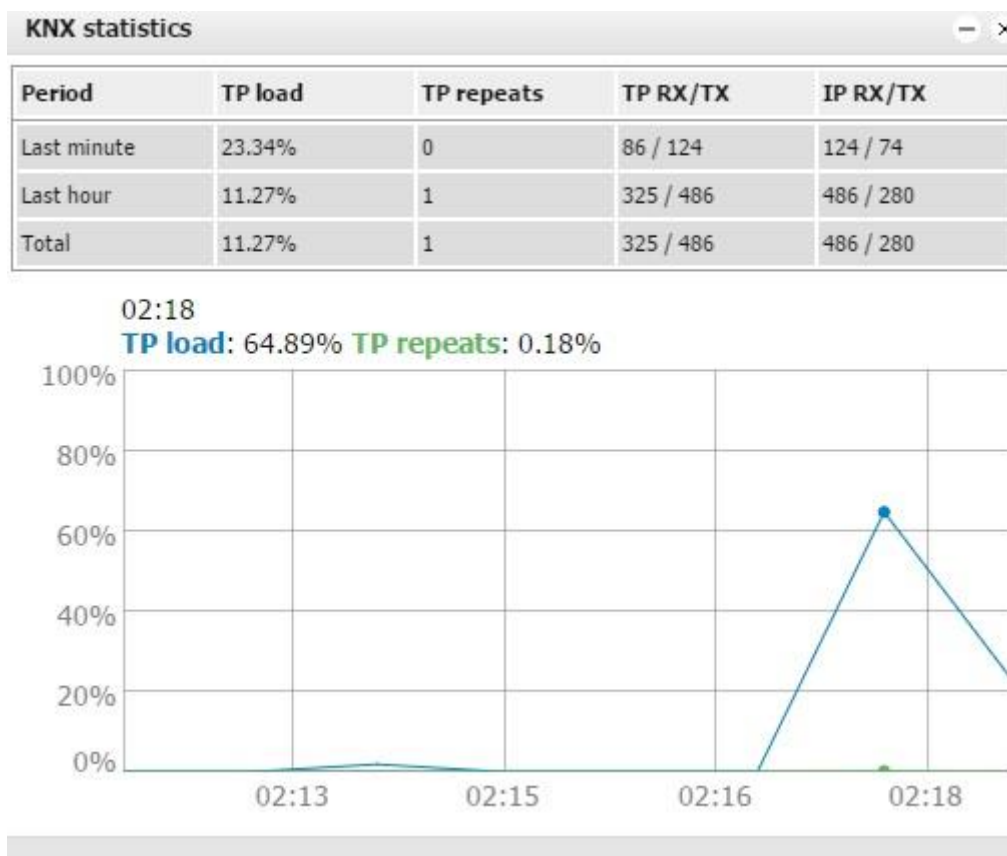 KNX statistics
Period TP load TP repeats TP RX/TX IP RX/TX
Last minute 23.34% 0 86 / 124 124 / 74
Last hour 11.27% 1 325 / 486 486 / 280
Total 11.27% 1 325 / 486 486 / 280
02:18
TP load: 64.89% TP repeats: 0.18%
100%
80%
60%
40%
20%
0%
02:13 02:15 02:16 02:18